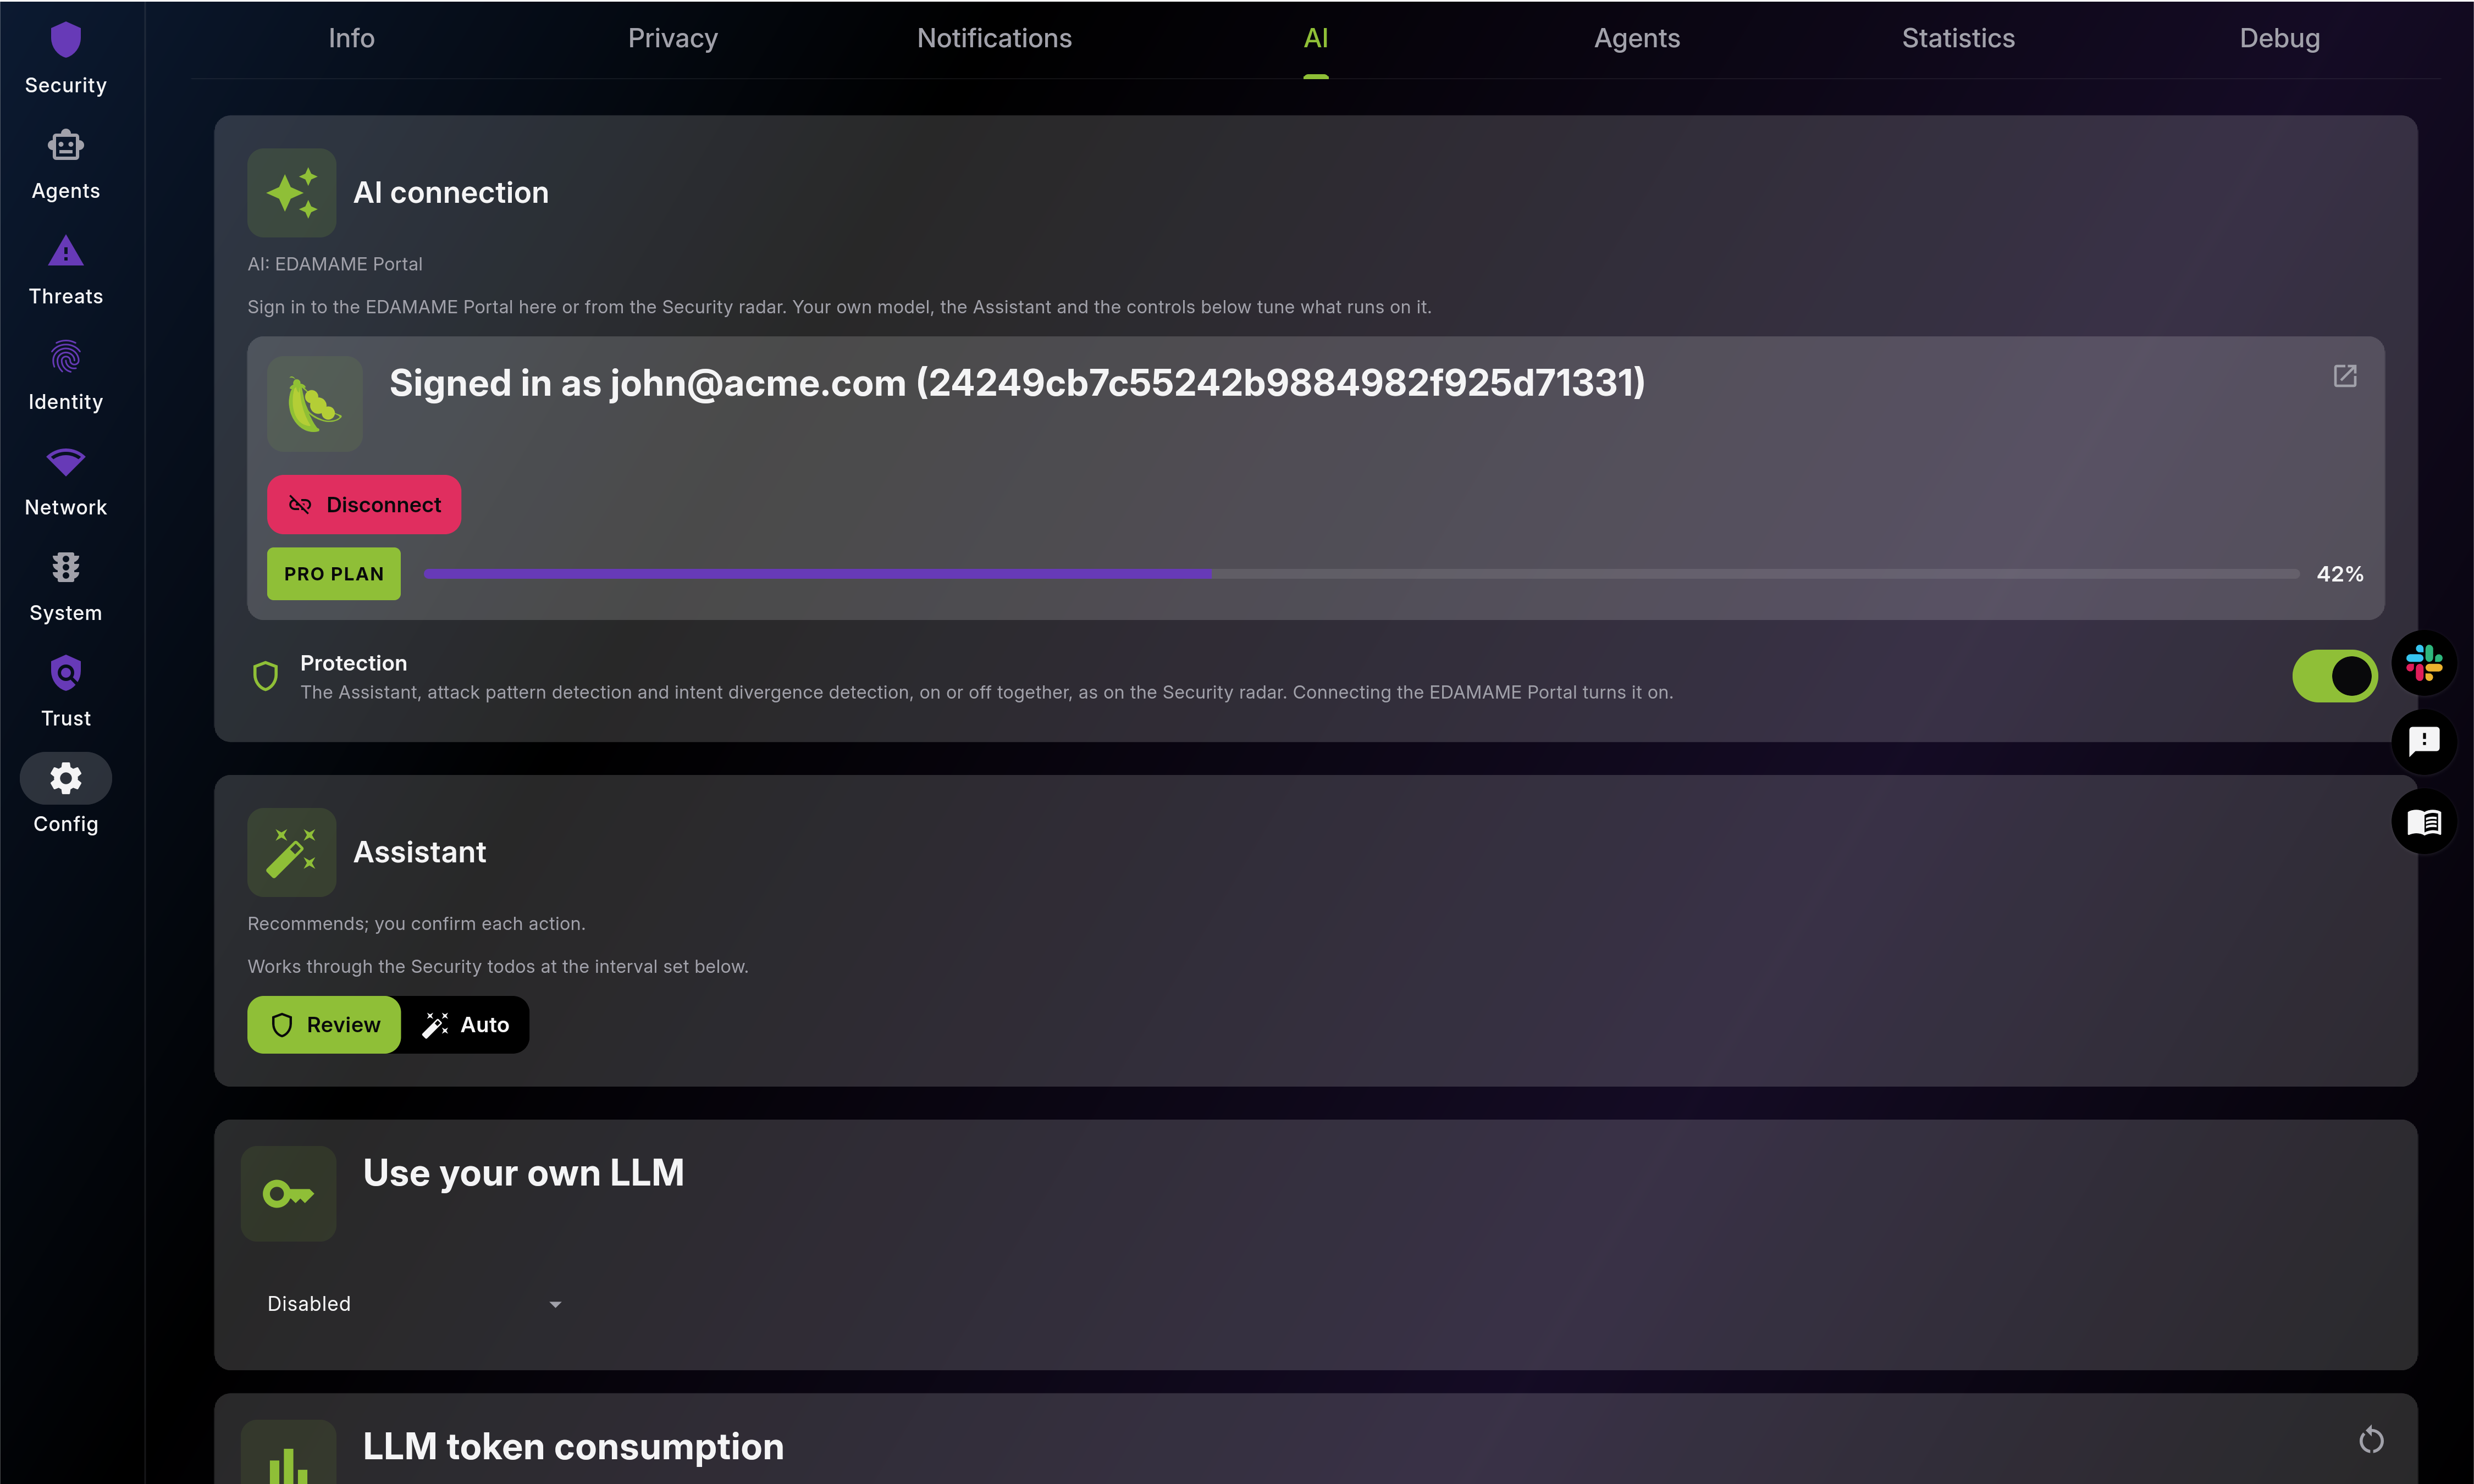 Info
Privacy
Notifications
AI
Agents
Statistics
Debug
Security
Agents
Threats
Identity
Network
System
Trust
Config
AI connection
AI: EDAMAME Portal
Sign in to the EDAMAME Portal here or from the Security radar. Your own model, the Assistant and the controls below tune what runs on it.
Signed in as john@acme.com (24249cb7c55242b9884982f925d71331)
Disconnect
PRO PLAN
42%
Protection
The Assistant, attack pattern detection and intent divergence detection, on or off together, as on the Security radar. Connecting the EDAMAME Portal turns it on.
Assistant
Recommends; you confirm each action.
Works through the Security todos at the interval set below.
Review
Auto
Use your own LLM
Disabled
LLM token consumption